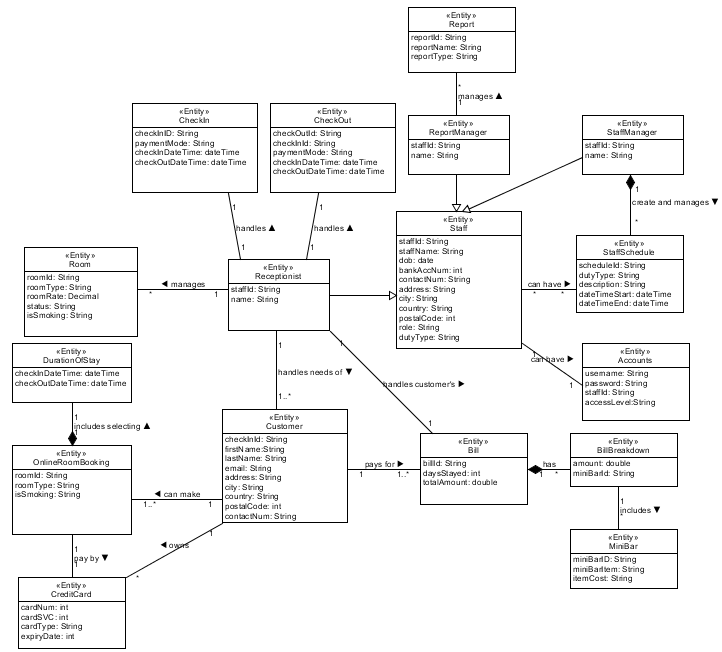 «Entity»
Report
reportId: String
reportName: String
reportType: String
*
manages ▲
1
«Entity»
CheckIn
checkInID: String
paymentMode: String
checkInDateTime: dateTime
checkOutDateTime: dateTime
«Entity»
CheckOut
checkOutId: String
checkInId: String
paymentMode: String
checkInDateTime: dateTime
checkOutDateTime: dateTime
«Entity»
ReportManager
staffId: String
name: String
«Entity»
StaffManager
staffId: String
name: String
1
create and manages ▼
*
1
handles ▲
1
1
handles ▲
1
«Entity»
Staff
staffId: String
staffName: String
dob: date
bankAccNum: int
contactNum: String
address: String
city: String
country: String
postalCode: int
role: String
dutyType: String
«Entity»
StaffSchedule
scheduleId: String
dutyType: String
description: String
dateTimeStart: dateTime
dateTimeEnd: dateTime
can have ▶
* *
«Entity»
Room
roomId: String
roomType: String
roomRate: Decimal
status: String
isSmoking: String
◀ manages
* 1
«Entity»
Receptionist
staffId: String
name: String
1
can have ▶
1
«Entity»
Accounts
username: String
password: String
staffId: String
accessLevel:String
«Entity»
DurationOfStay
checkInDateTime: dateTime
checkOutDateTime: dateTime
1
includes selecting ▲
1
1
handles needs of ▼
1..*
1
handles customer's ▶
1
«Entity»
OnlineRoomBooking
roomId: String
roomType: String
isSmoking: String
◀ can make
1..* 1
«Entity»
Customer
checkInId: String
firstName:String
lastName: String
email: String
address: String
city: String
country: String
postalCode: int
contactNum: String
pays for ▶
1 1..*
«Entity»
Bill
billId: String
daysStayed: int
totalAmount: double
has
1 *
«Entity»
BillBreakdown
amount: double
miniBarId: String
1
includes ▼
*
«Entity»
MiniBar
miniBarID: String
miniBarItem: String
itemCost: String
1
pay by ▼
1
1
◀ owns
*
«Entity»
CreditCard
cardNum: int
cardSVC: int
cardType: String
expiryDate: int